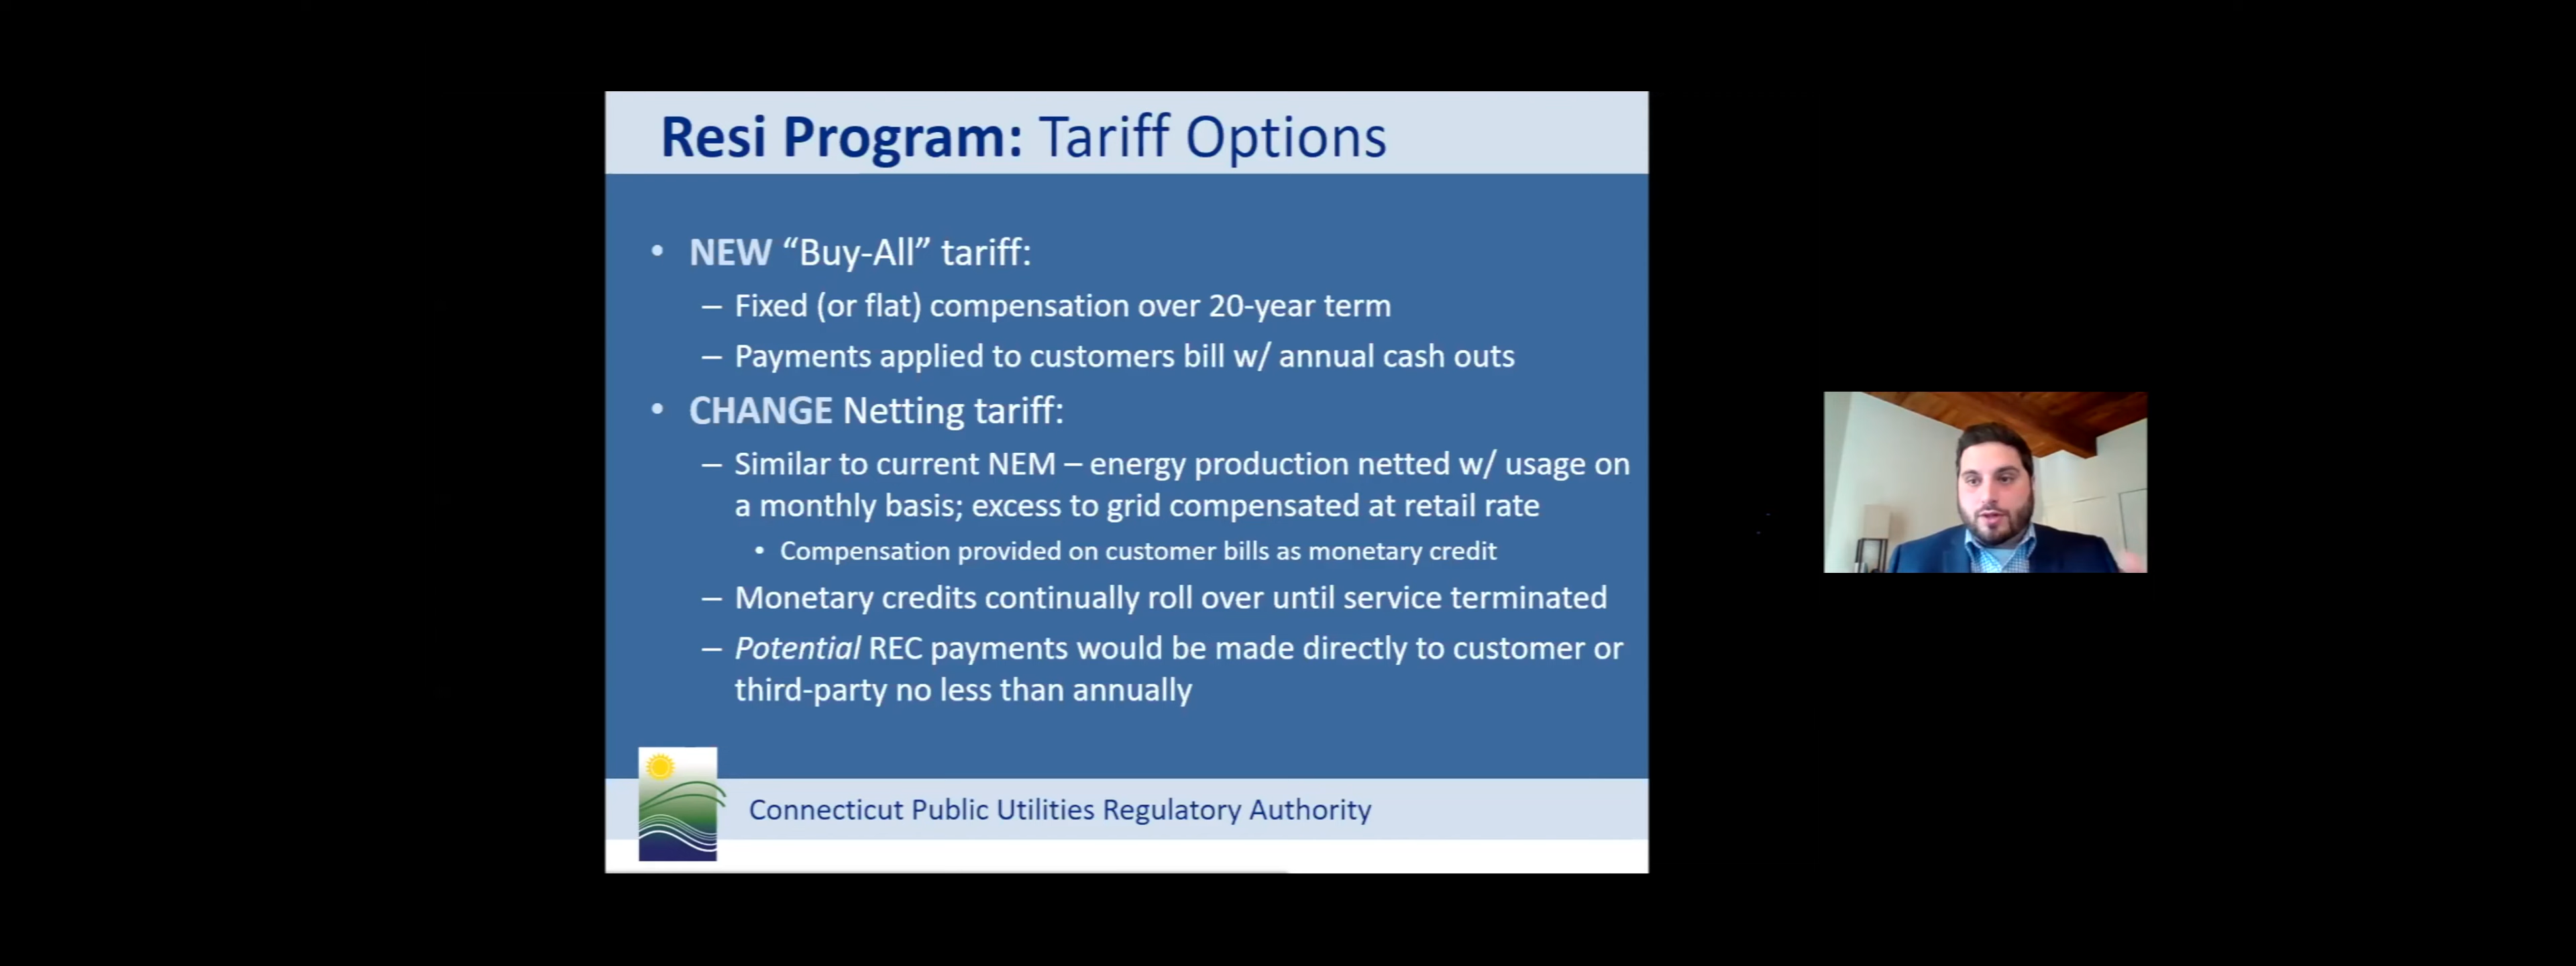 Resi Program: Tariff Options
• NEW “Buy-All” tariff:
– Fixed (or flat) compensation over 20-year term
– Payments applied to customers bill w/ annual cash outs
• CHANGE Netting tariff:
– Similar to current NEM – energy production netted w/ usage on
a monthly basis; excess to grid compensated at retail rate
• Compensation provided on customer bills as monetary credit
– Monetary credits continually roll over until service terminated
– Potential REC payments would be made directly to customer or
third-party no less than annually
Connecticut Public Utilities Regulatory Authority